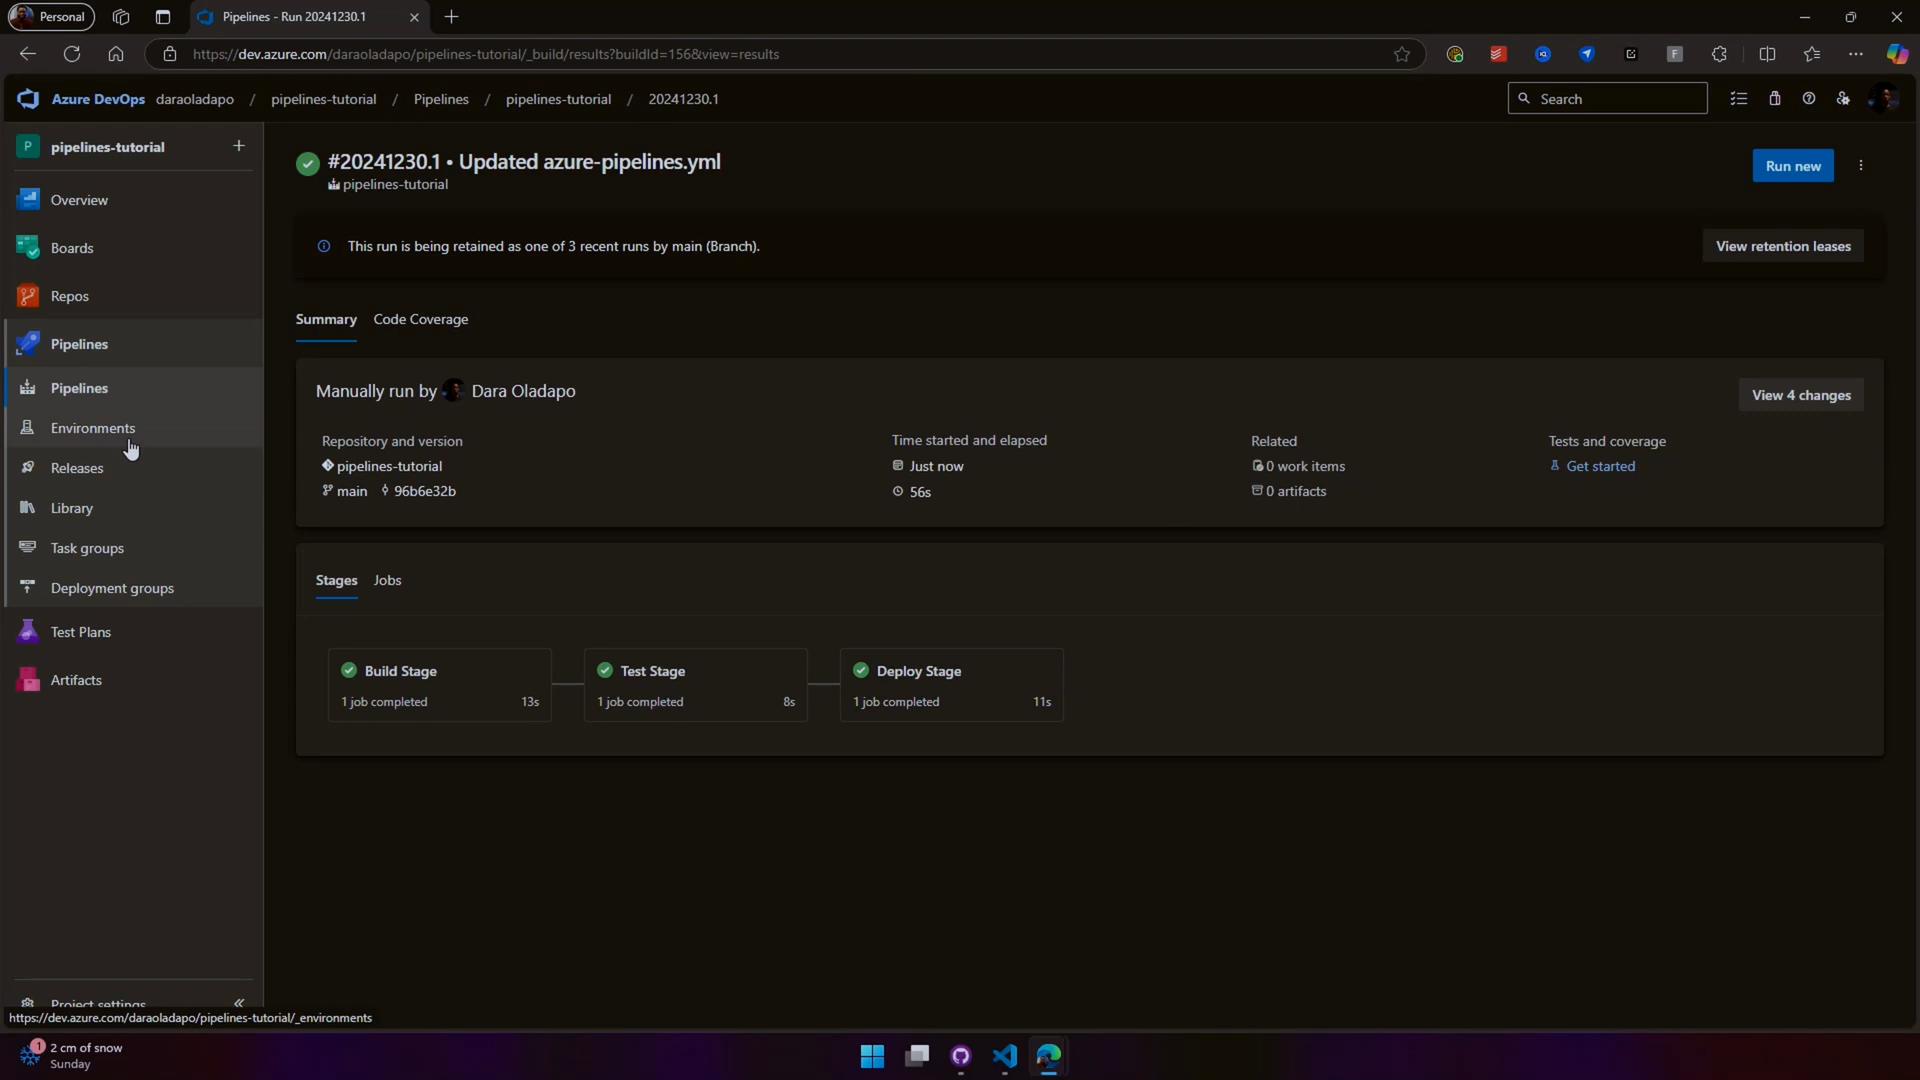 Personal
Pipelines - Run 20241230.1
https://dev.azure.com/daraoladapo/pipelines-tutorial/_build/results?buildId=156&view=results
Azure DevOps daraoladapo / pipelines-tutorial / Pipelines / pipelines-tutorial / 20241230.1
Search
P pipelines-tutorial
Overview
Boards
Repos
Pipelines
Pipelines
Environments
Releases
Library
Task groups
Deployment groups
Test Plans
Artifacts
Project settings
https://dev.azure.com/daraoladapo/pipelines-tutorial/_environments
#20241230.1 • Updated azure-pipelines.yml
pipelines-tutorial
Run new
This run is being retained as one of 3 recent runs by main (Branch).
View retention leases
Summary Code Coverage
Manually run by Dara Oladapo
View 4 changes
Repository and version
pipelines-tutorial
main 96b6e32b
Time started and elapsed
Just now
56s
Related
0 work items
0 artifacts
Tests and coverage
Get started
Stages Jobs
Build Stage
1 job completed 13s
Test Stage
1 job completed 8s
Deploy Stage
1 job completed 11s
1
2 cm of snow
Sunday